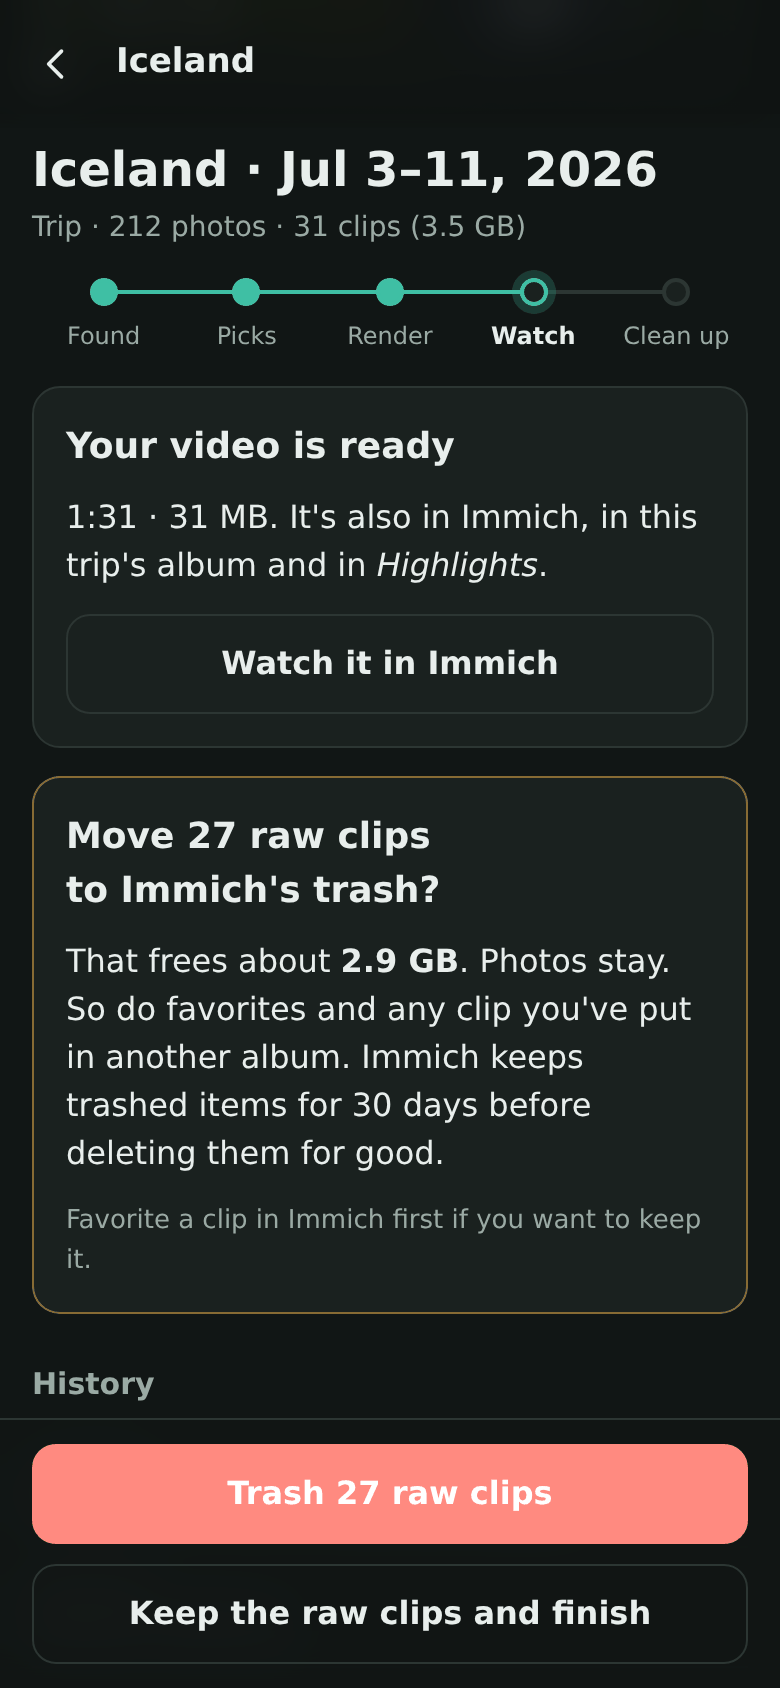 Iceland
Iceland · Jul 3–11, 2026
Trip · 212 photos · 31 clips (3.5 GB)
Found Picks Render Watch Clean up
Your video is ready
1:31 · 31 MB. It's also in Immich, in this
trip's album and in Highlights.
Watch it in Immich
Move 27 raw clips
to Immich's trash?
That frees about 2.9 GB. Photos stay.
So do favorites and any clip you've put
in another album. Immich keeps
trashed items for 30 days before
deleting them for good.
Favorite a clip in Immich first if you want to keep
it.
History
Trash 27 raw clips
Keep the raw clips and finish